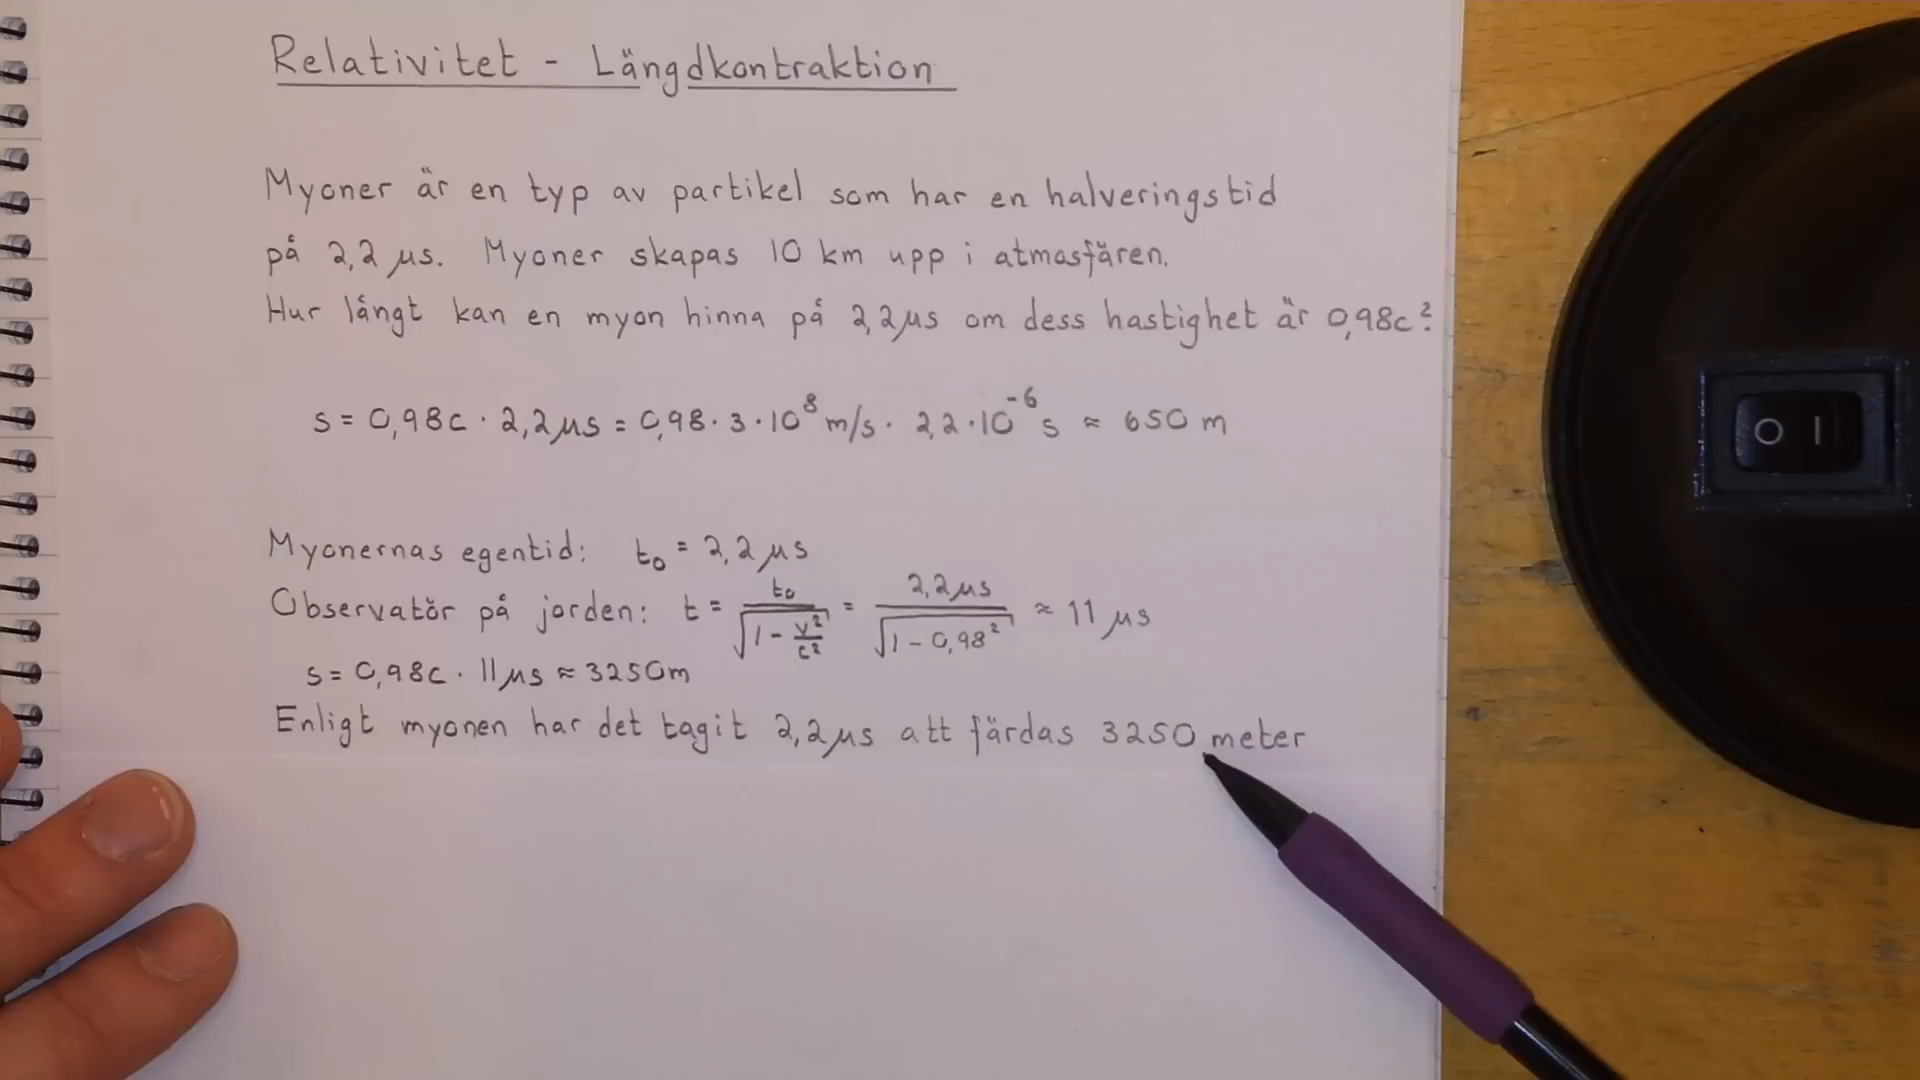 Relativitet - Längdkontraktion
Myoner är en typ av partikel som har en halveringstid
på 2,2 μs. Myoner skapas 10 km upp i atmosfären.
Hur långt kan en myon hinna på 2,2μs om dess hastighet är 0,98c?
s = 0,98c · 2,2μs = 0,98 · 3 · 10⁸ m/s · 2,2 · 10⁻⁶ s ≈ 650 m
Myonernas egentid: t₀ = 2,2 μs
Observatör på jorden: t = t₀/√(1 - v²/c²) = 2,2μs/√(1 - 0,98²) ≈ 11 μs
s = 0,98c · 11μs ≈ 3250m
Enligt myonen har det tagit 2,2μs att färdas 3250 meter
O I